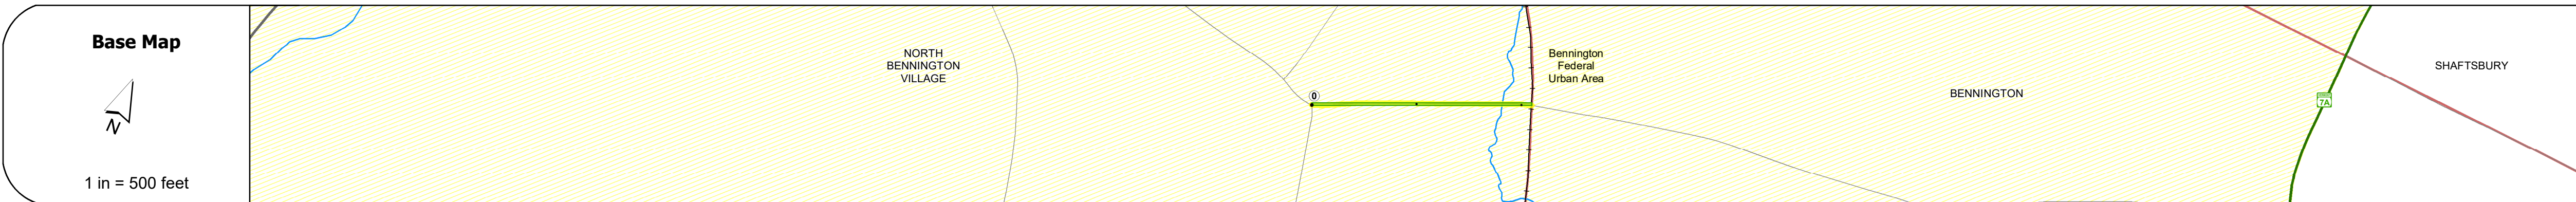 Base Map
N
1 in = 500 feet
NORTH
BENNINGTON
VILLAGE
0
Bennington
Federal
Urban Area
BENNINGTON
7A
SHAFTSBURY